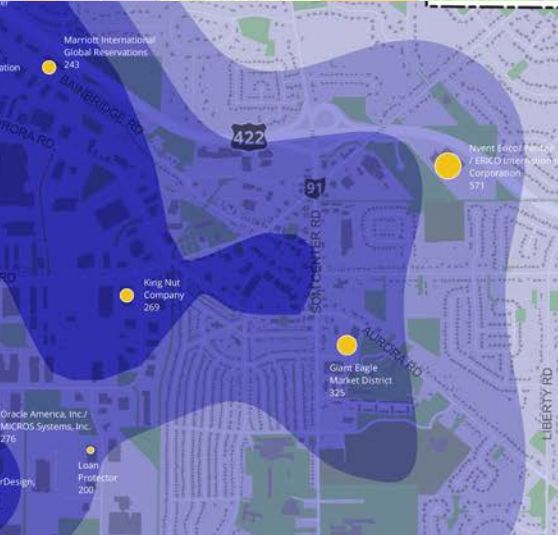 Marriott International
Global Reservations
243
ation
BAINBRIDGE RD
RORA RD
422
Nvent Erico/
/ ERICO International
Corporation
571
91
SOM CENTER RD
RD
King Nut
Company
269
AURORA RD
Giant Eagle
Market District
325
LIBERTY RD
Oracle America, Inc./
MICROS Systems, Inc.
276
Loan
Protector
200
rDesign,